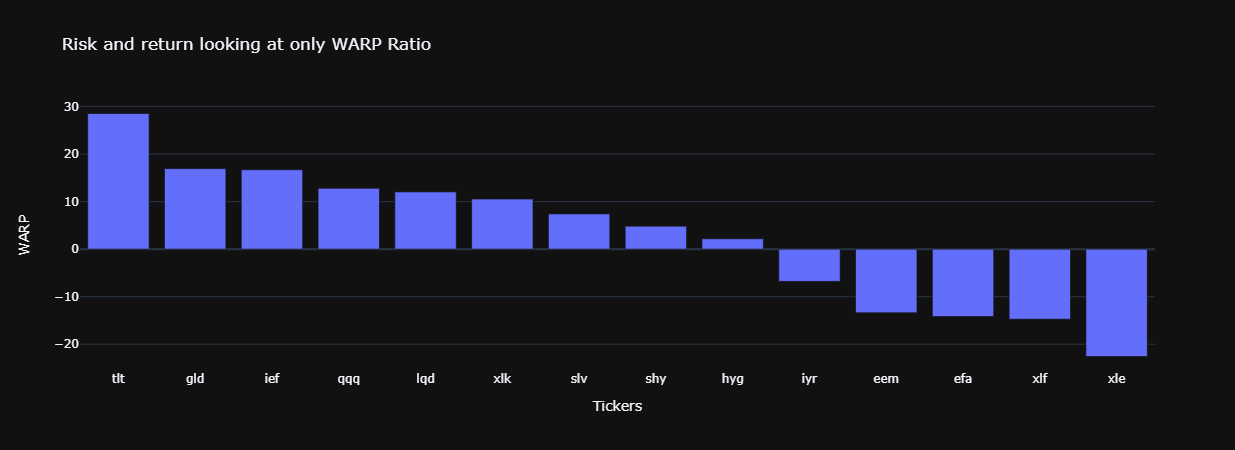 Risk and return looking at only WARP Ratio
30
20
10
0
−10
−20
WARP
tlt gld ief qqq lqd xlk slv shy hyg iyr eem efa xlf xle
Tickers